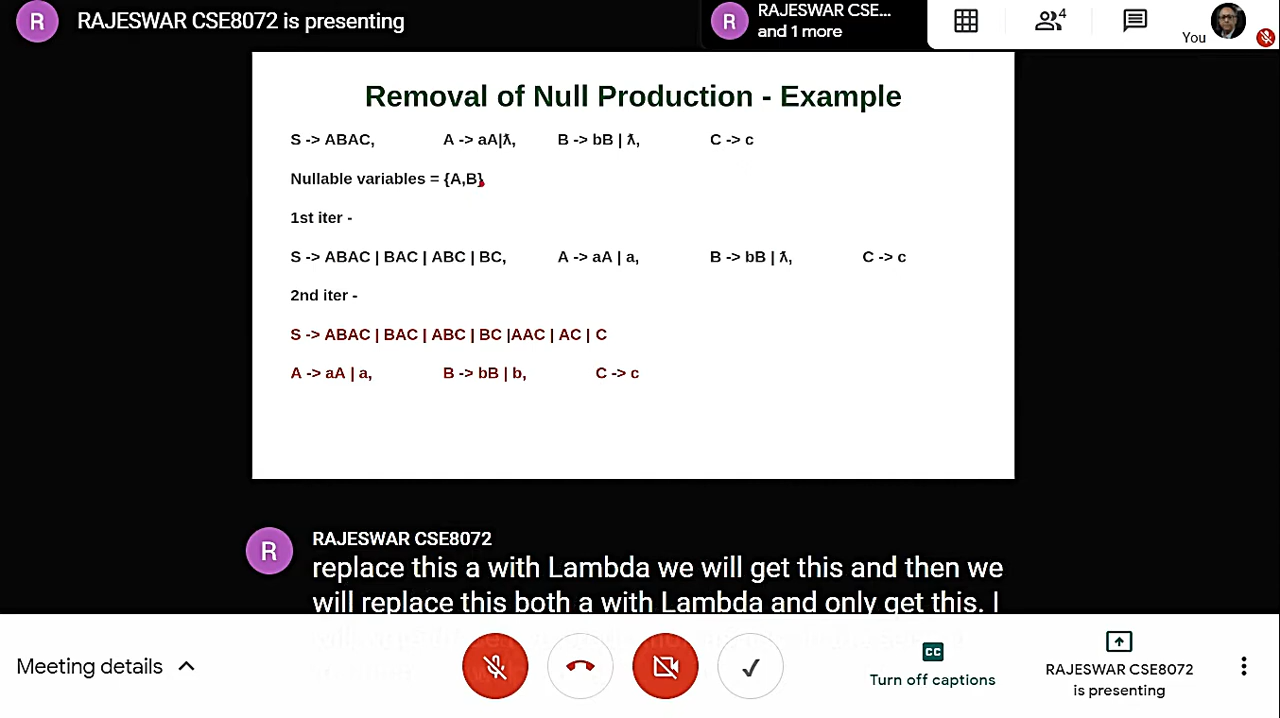 R RAJESWAR CSE8072 is presenting
R RAJESWAR CSE... and 1 more
4
You
Removal of Null Production - Example
S -> ABAC, A -> aA|ƛ, B -> bB | ƛ, C -> c
Nullable variables = {A,B}
1st iter -
S -> ABAC | BAC | ABC | BC, A -> aA | a, B -> bB | ƛ, C -> c
2nd iter -
S -> ABAC | BAC | ABC | BC |AAC | AC | C
A -> aA | a, B -> bB | b, C -> c
R RAJESWAR CSE8072
replace this a with Lambda we will get this and then we
will replace this both a with Lambda and only get this. I
Meeting details
CC
Turn off captions
RAJESWAR CSE8072
is presenting